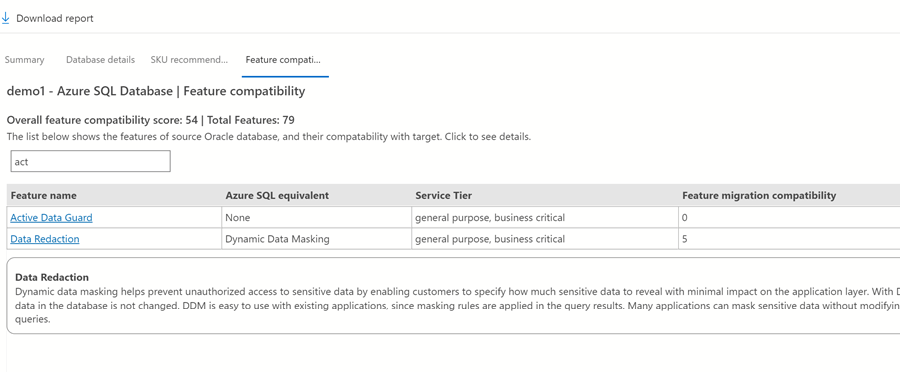 Download report
Summary Database details SKU recommend... Feature compati...
demo1 - Azure SQL Database | Feature compatibility
Overall feature compatibility score: 54 | Total Features: 79
The list below shows the features of source Oracle database, and their compatability with target. Click to see details.
act
Feature name Azure SQL equivalent Service Tier Feature migration compatibility
Active Data Guard None general purpose, business critical 0
Data Redaction Dynamic Data Masking general purpose, business critical 5
Data Redaction
Dynamic data masking helps prevent unauthorized access to sensitive data by enabling customers to specify how much sensitive data to reveal with minimal impact on the application layer. With
data in the database is not changed. DDM is easy to use with existing applications, since masking rules are applied in the query results. Many applications can mask sensitive data without modifyin
queries.